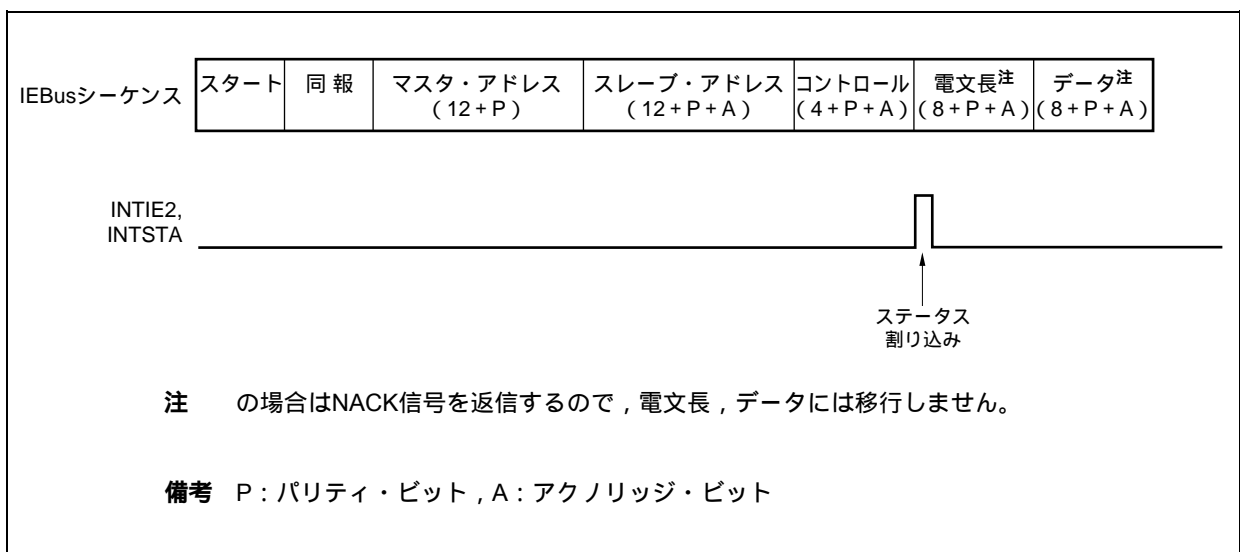 IEBusシーケンス
スタート
同 報
マスタ・アドレス
(12+P)
スレーブ・アドレス
(12+P+A)
コントロール
(4+P+A)
電文長注
(8+P+A)
データ注
(8+P+A)
INTIE2,
INTSTA
ステータス
割り込み
注 の場合はNACK信号を返信するので，電文長，データには移行しません。
備考 P：パリティ・ビット，A：アクノリッジ・ビット